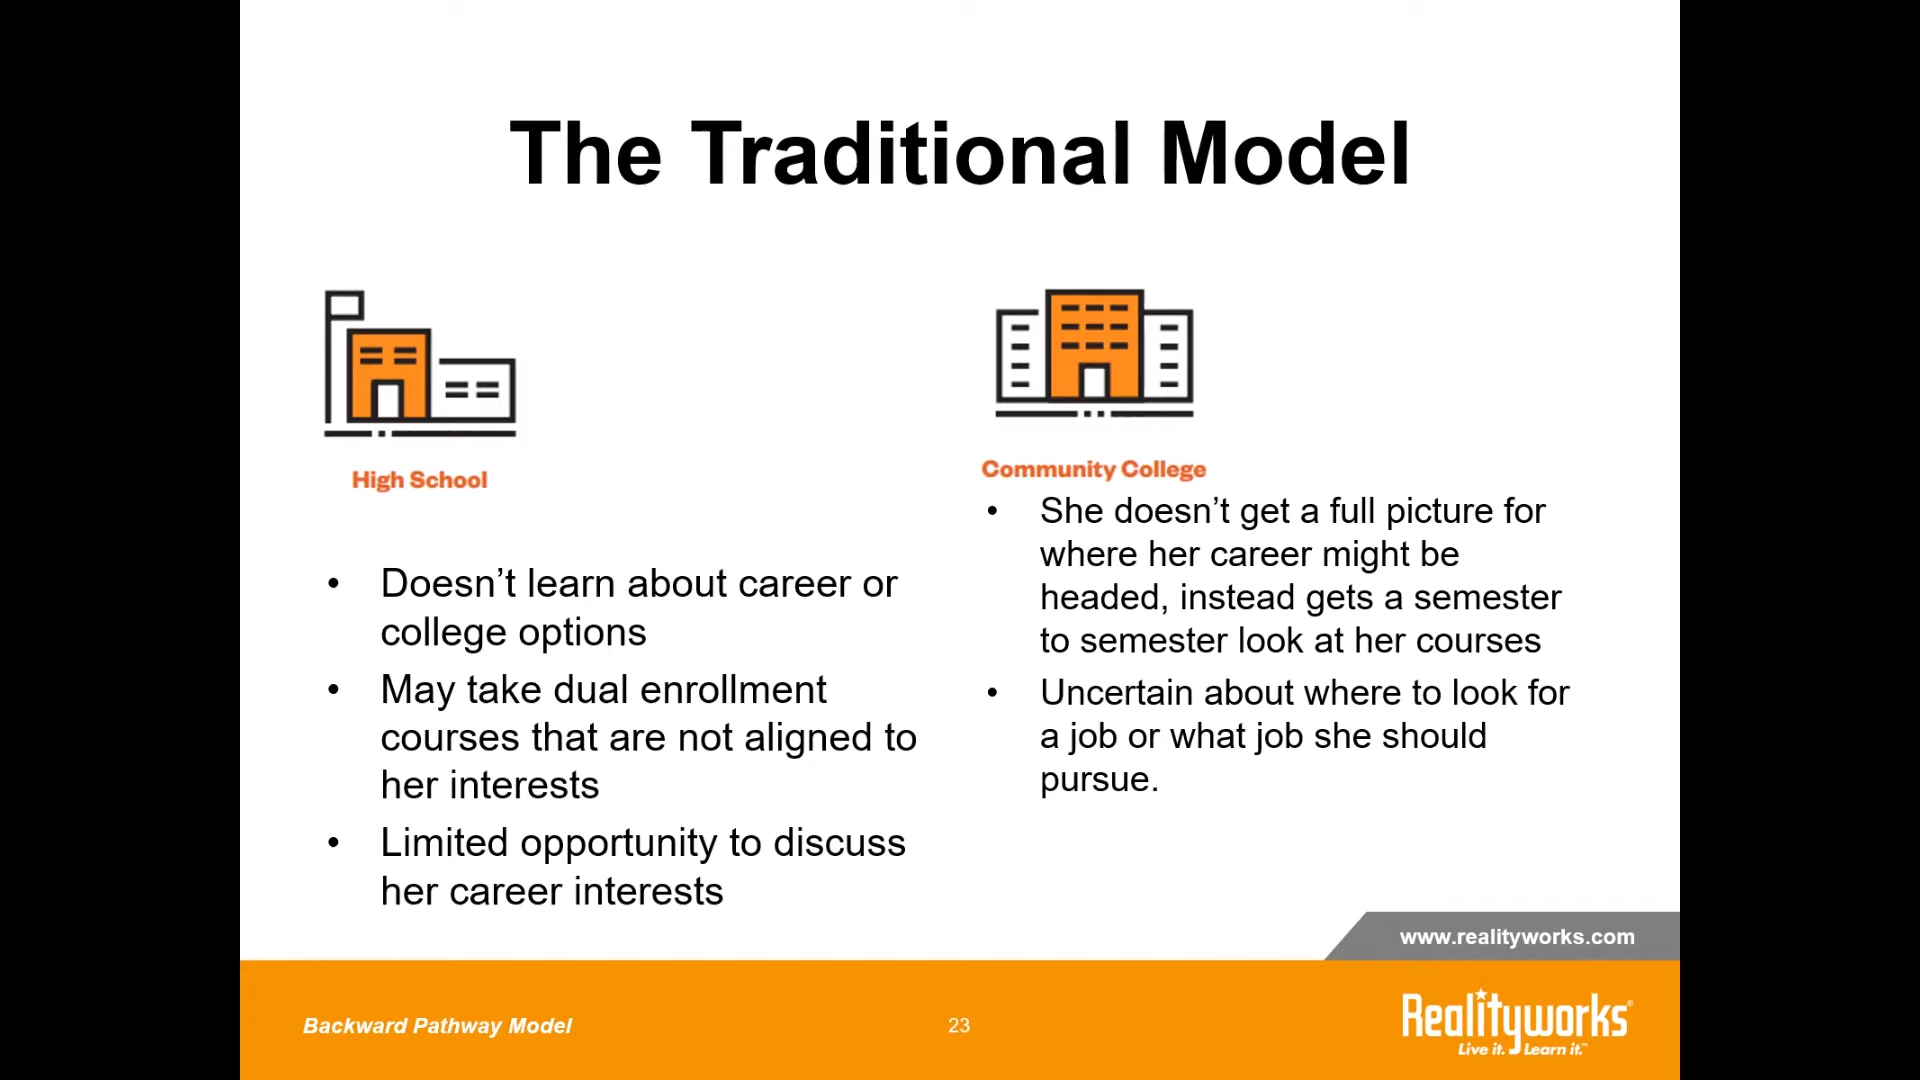 The Traditional Model
High School
• Doesn’t learn about career or
college options
• May take dual enrollment
courses that are not aligned to
her interests
• Limited opportunity to discuss
her career interests
Community College
• She doesn’t get a full picture for
where her career might be
headed, instead gets a semester
to semester look at her courses
• Uncertain about where to look for
a job or what job she should
pursue.
www.realityworks.com
Backward Pathway Model
23
Realityworks®
Live it. Learn it.™